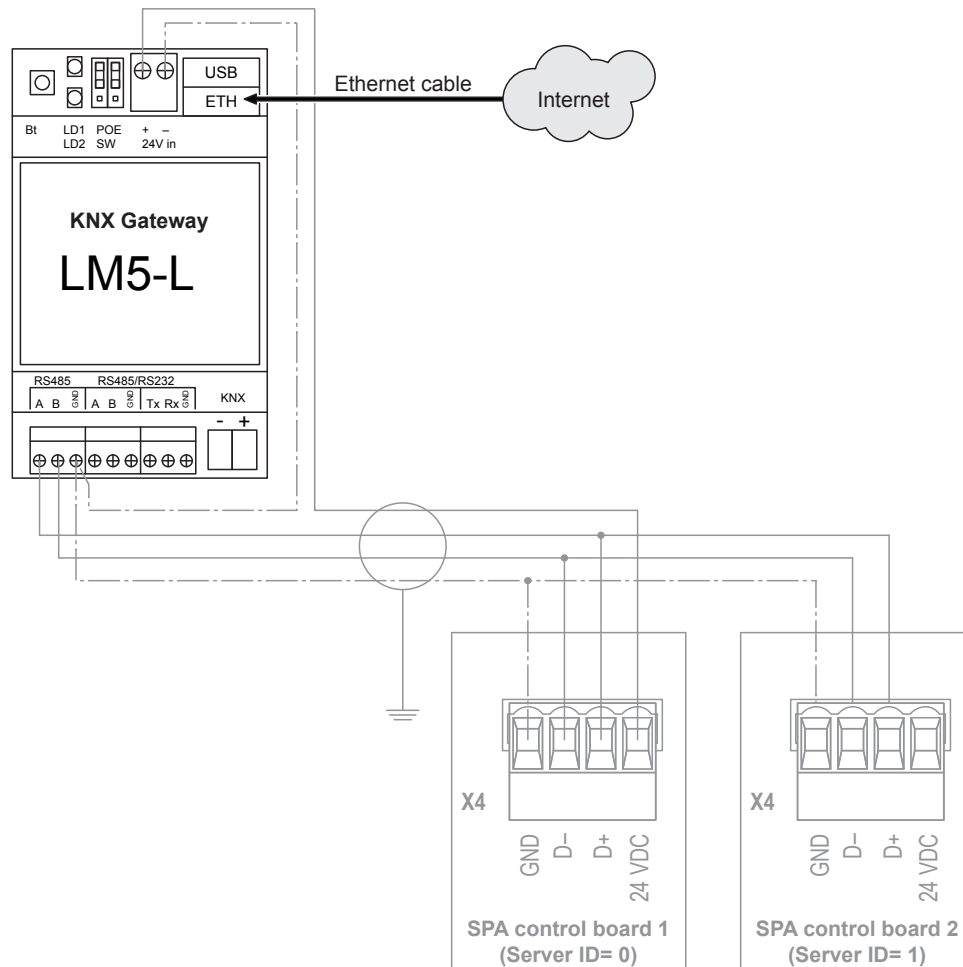 USB
Ethernet cable
Internet
ETH
Bt LD1 POE + –
LD2 SW 24V in
KNX Gateway
LM5-L
RS485 RS485/RS232
A B GND A B GND Tx Rx GND KNX
- +
X4
GND D– D+ 24 VDC
SPA control board 1
(Server ID= 0)
X4
GND D– D+ 24 VDC
SPA control board 2
(Server ID= 1)